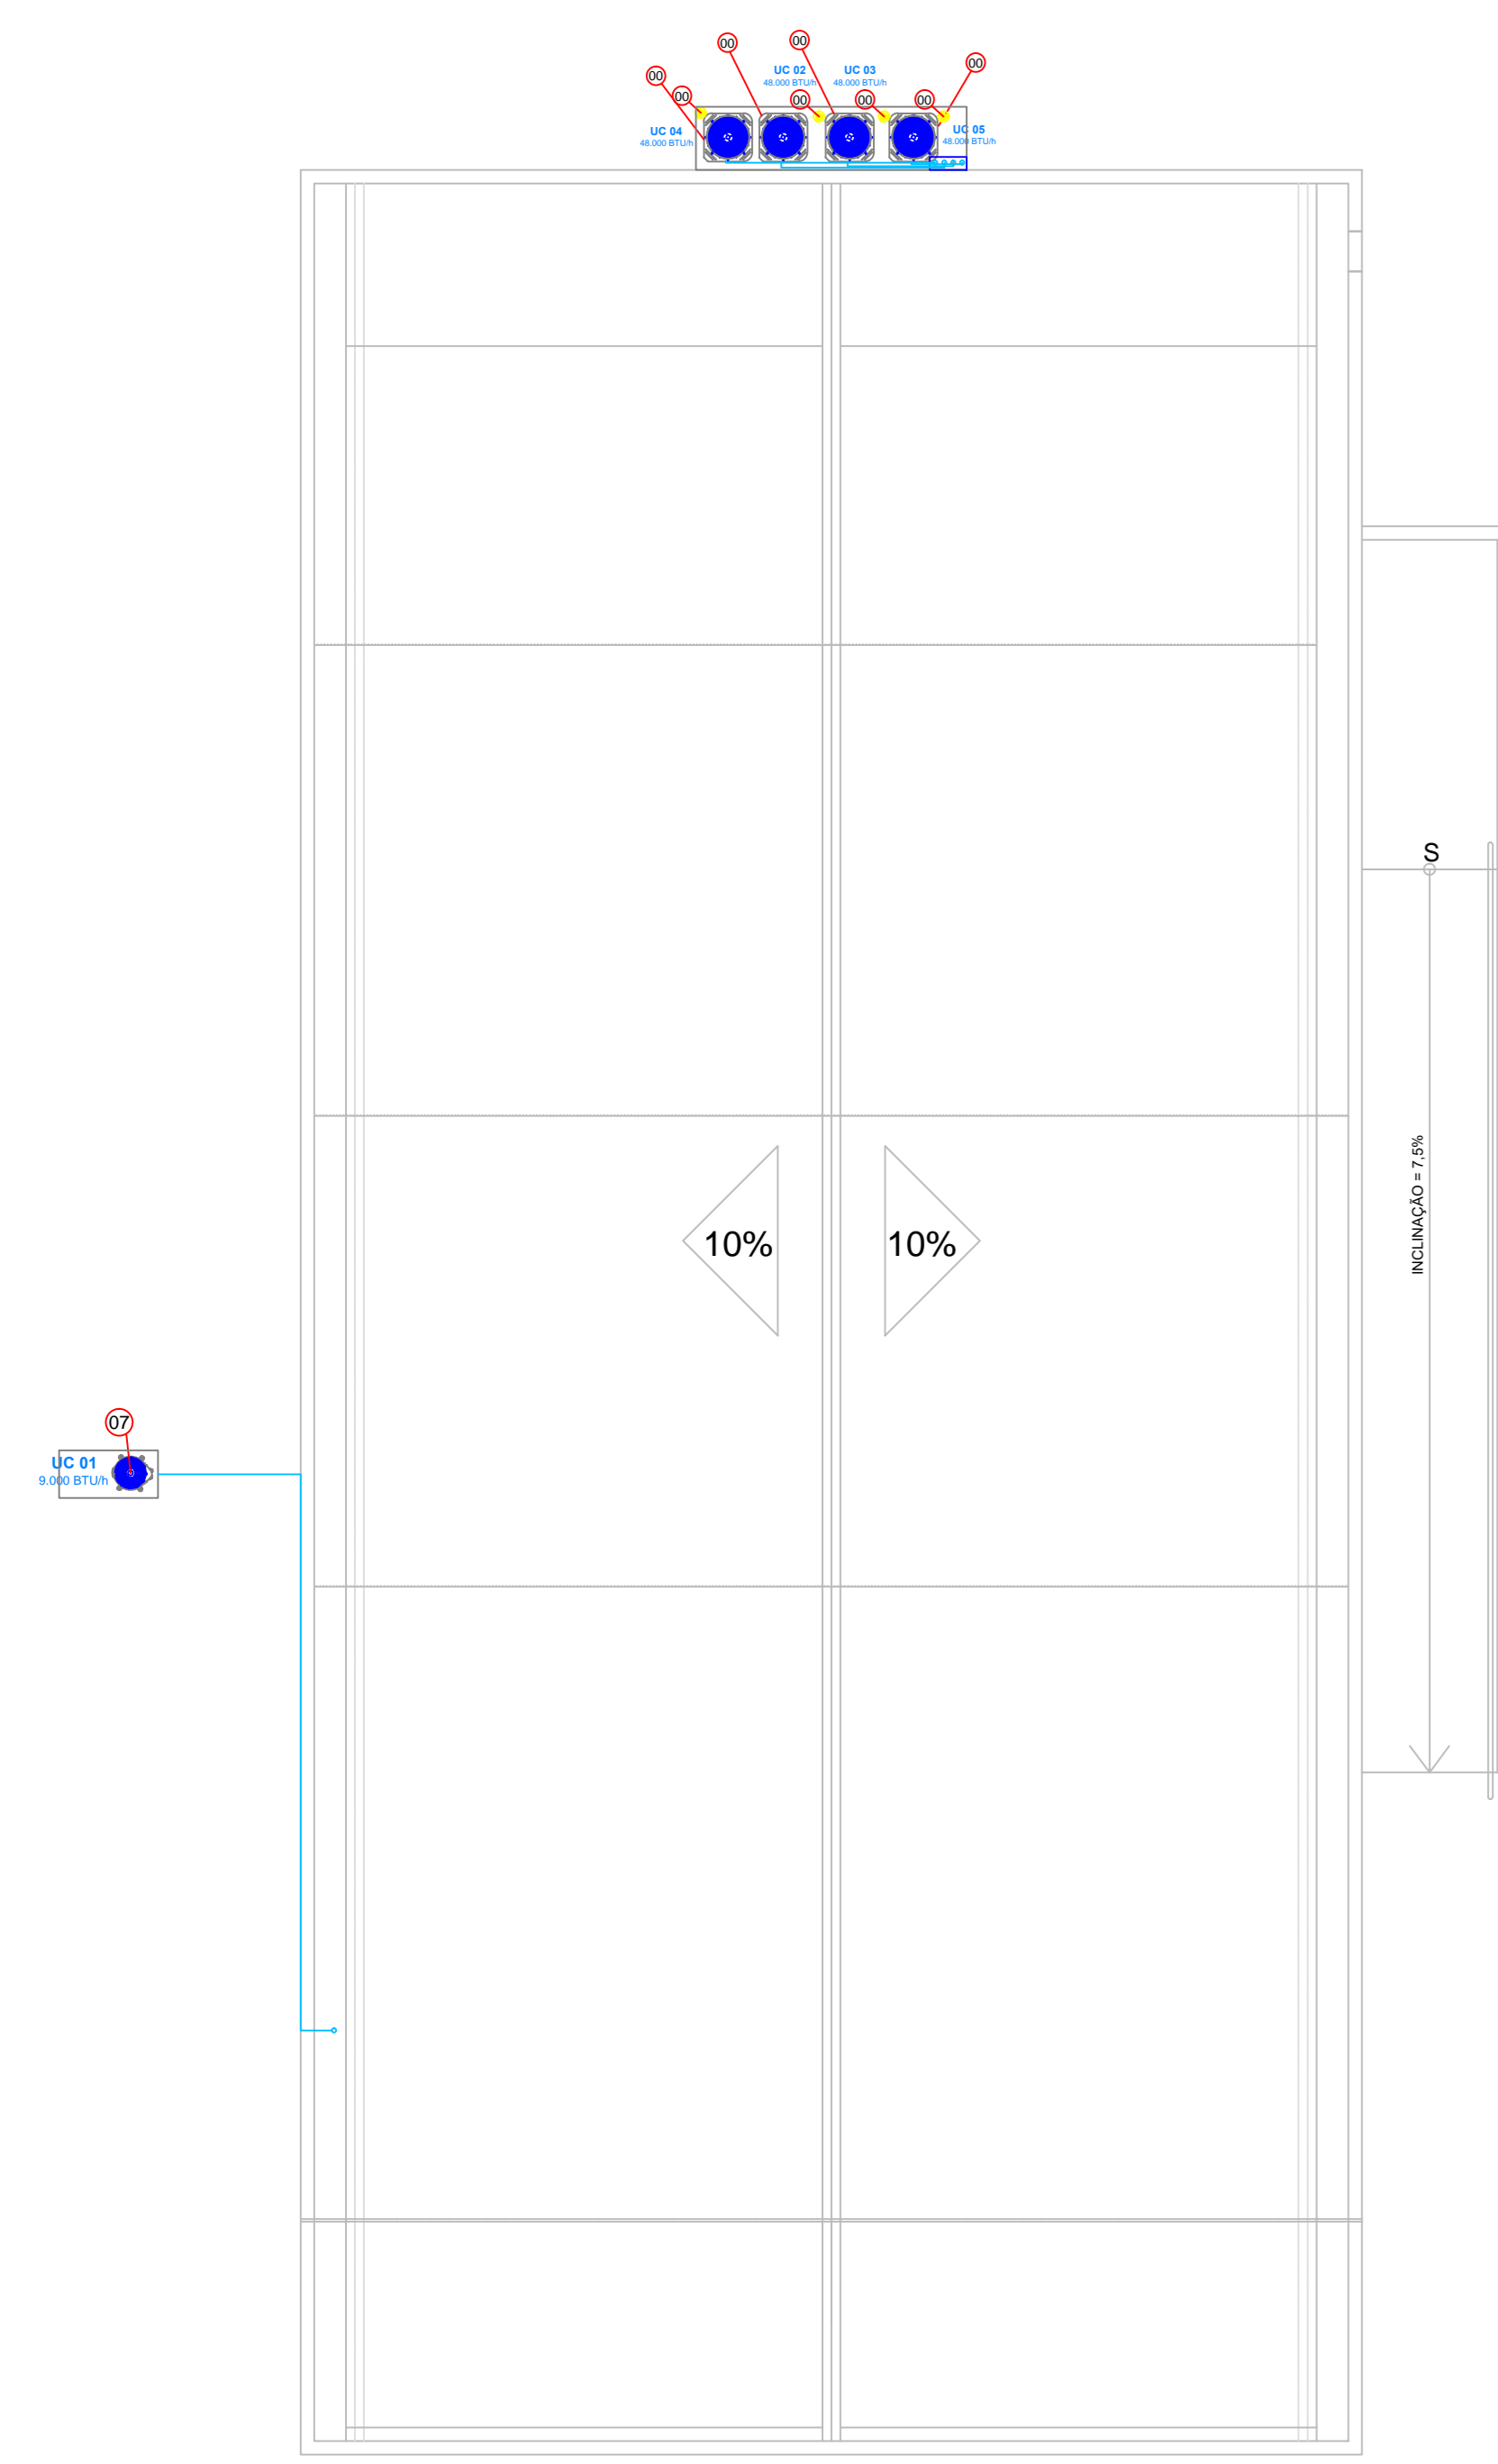 00
00
00
00
UC 02
UC 03
48.000 BTU/h
48.000 BTU/h
00
00
00
00
UC 04
48.000 BTU/h
UC 05
48.000 BTU/h
S
INCLINAÇÃO = 7,5%
10%
10%
07
UC 01
9.000 BTU/h